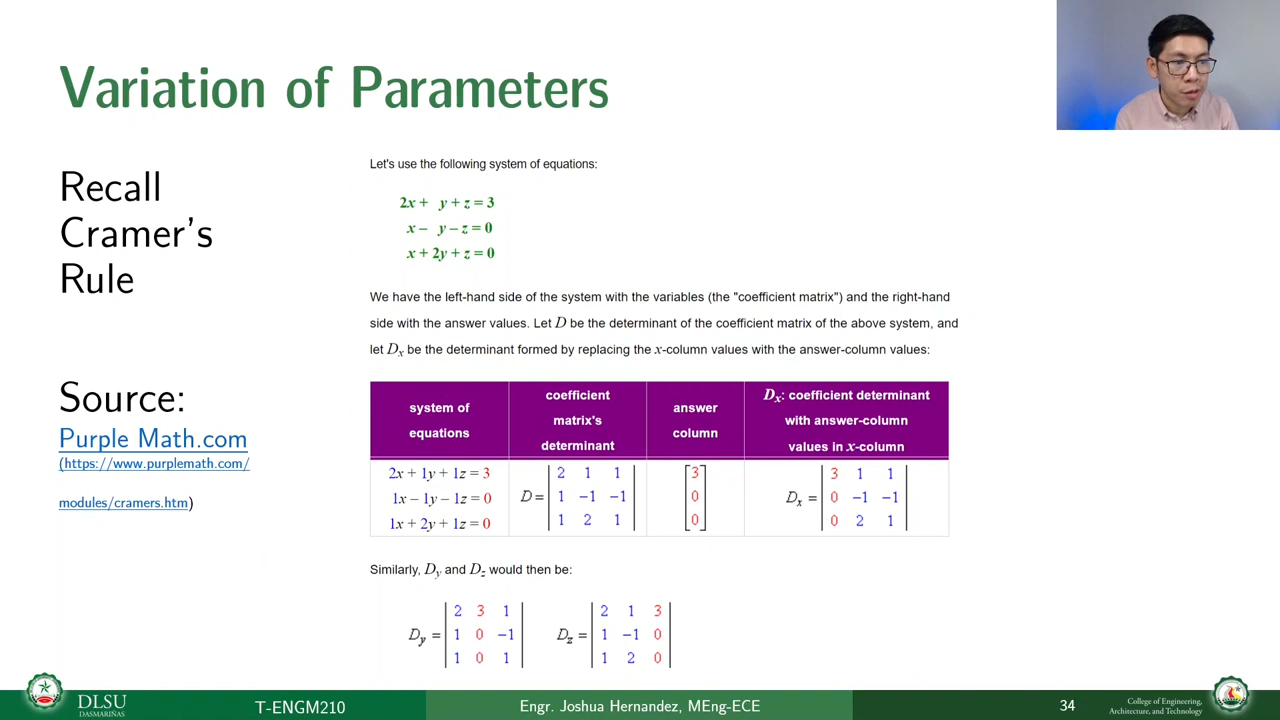 Variation of Parameters
Recall
Cramer's
Rule
Source:
Purple Math.com
(https://www.purplemath.com/
modules/cramers.htm)
Let's use the following system of equations:
2x + y + z = 3
x – y – z = 0
x + 2y + z = 0
We have the left-hand side of the system with the variables (the "coefficient matrix") and the right-hand
side with the answer values. Let D be the determinant of the coefficient matrix of the above system, and
let Dx be the determinant formed by replacing the x-column values with the answer-column values:
system of
equations
coefficient
matrix's
determinant
answer
column
Dx: coefficient determinant
with answer-column
values in x-column
2x + 1y + 1z = 3
1x – 1y – 1z = 0
1x + 2y + 1z = 0
D =
2 1 1
1 –1 –1
1 2 1
3
0
0
Dx =
3 1 1
0 –1 –1
0 2 1
Similarly, Dy and Dz would then be:
Dy =
2 3 1
1 0 –1
1 0 1
Dz =
2 1 3
1 –1 0
1 2 0
DLSU
DASMARIÑAS
T-ENGM210
Engr. Joshua Hernandez, MEng-ECE
34
College of Engineering,
Architecture, and Technology